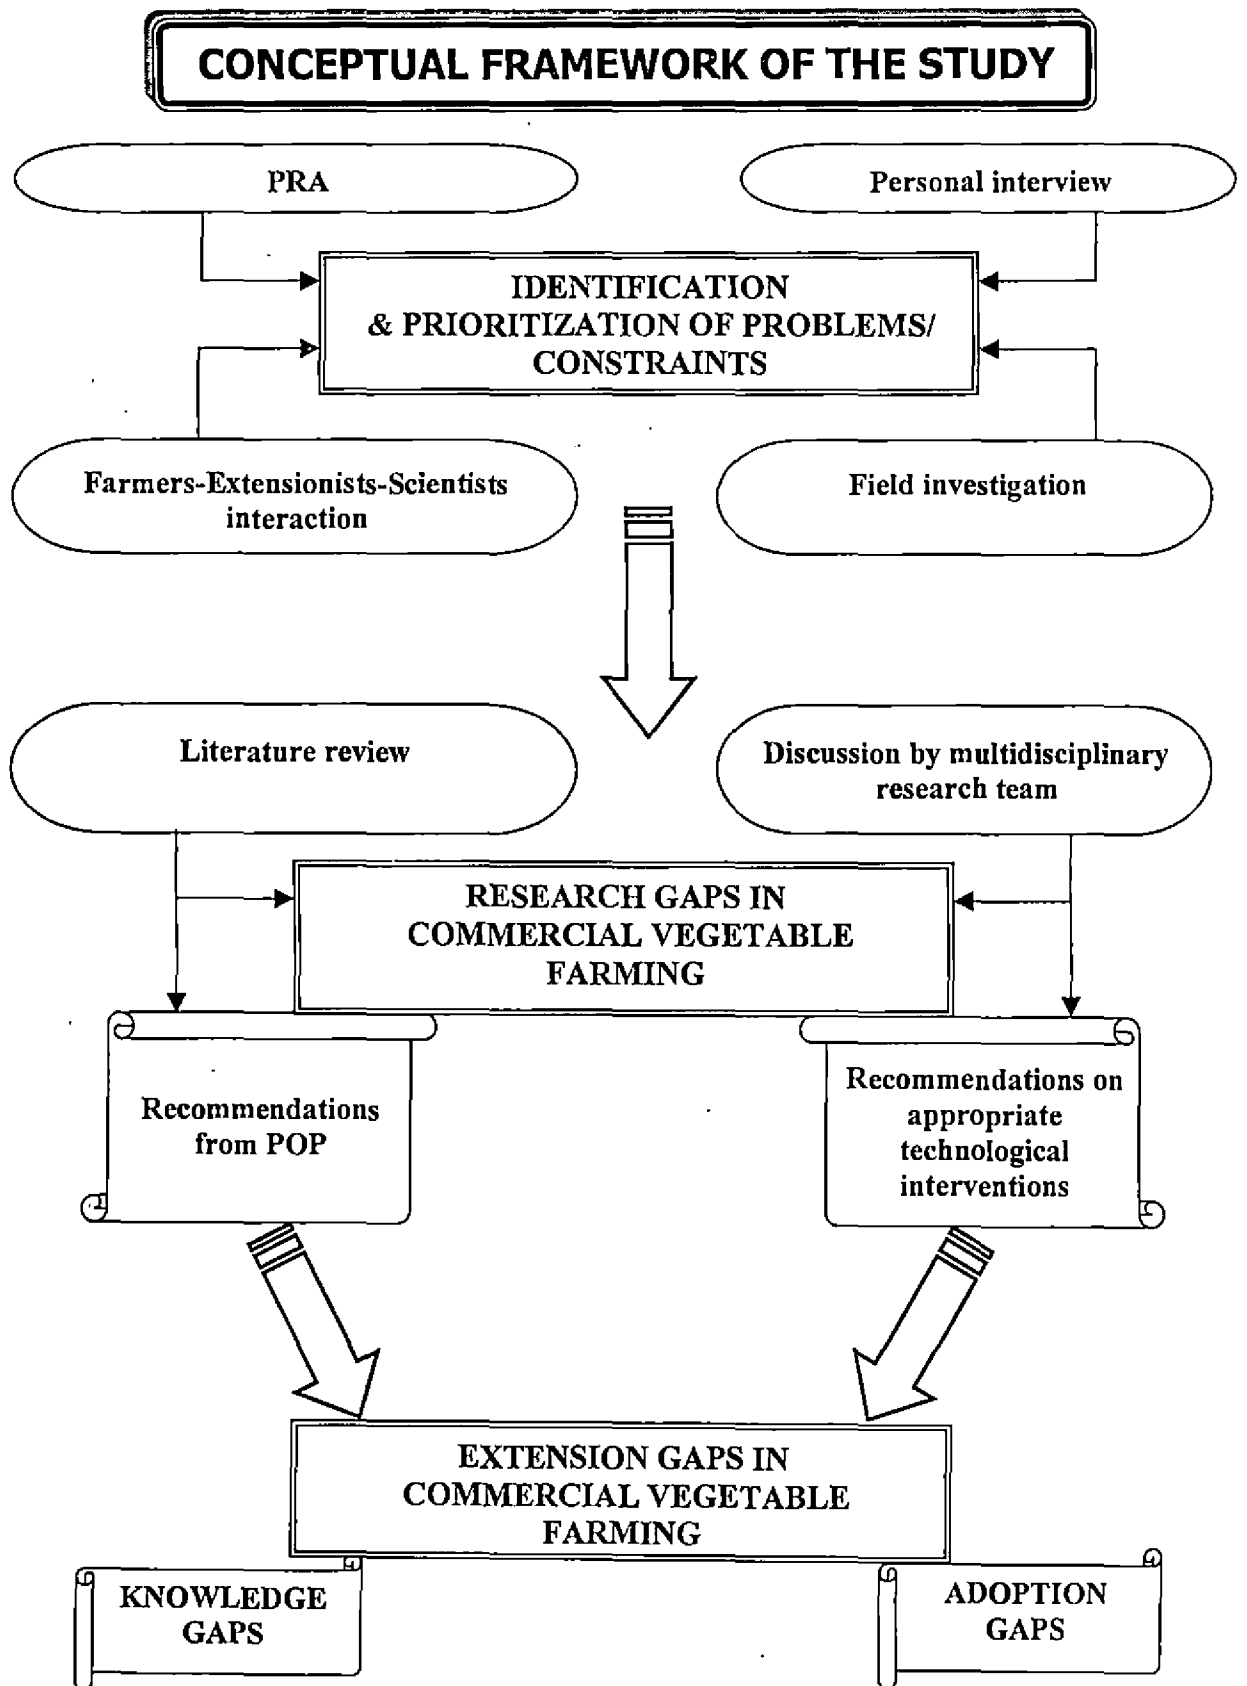 CONCEPTUAL FRAMEWORK OF THE STUDY
PRA
Personal interview
IDENTIFICATION
& PRIORITIZATION OF PROBLEMS/
CONSTRAINTS
Farmers-Extensionists-Scientists
interaction
Field investigation
Literature review
Discussion by multidisciplinary
research team
RESEARCH GAPS IN
COMMERCIAL VEGETABLE
FARMING
Recommendations
from POP
Recommendations on
appropriate
technological
interventions
EXTENSION GAPS IN
COMMERCIAL VEGETABLE
FARMING
KNOWLEDGE
GAPS
ADOPTION
GAPS